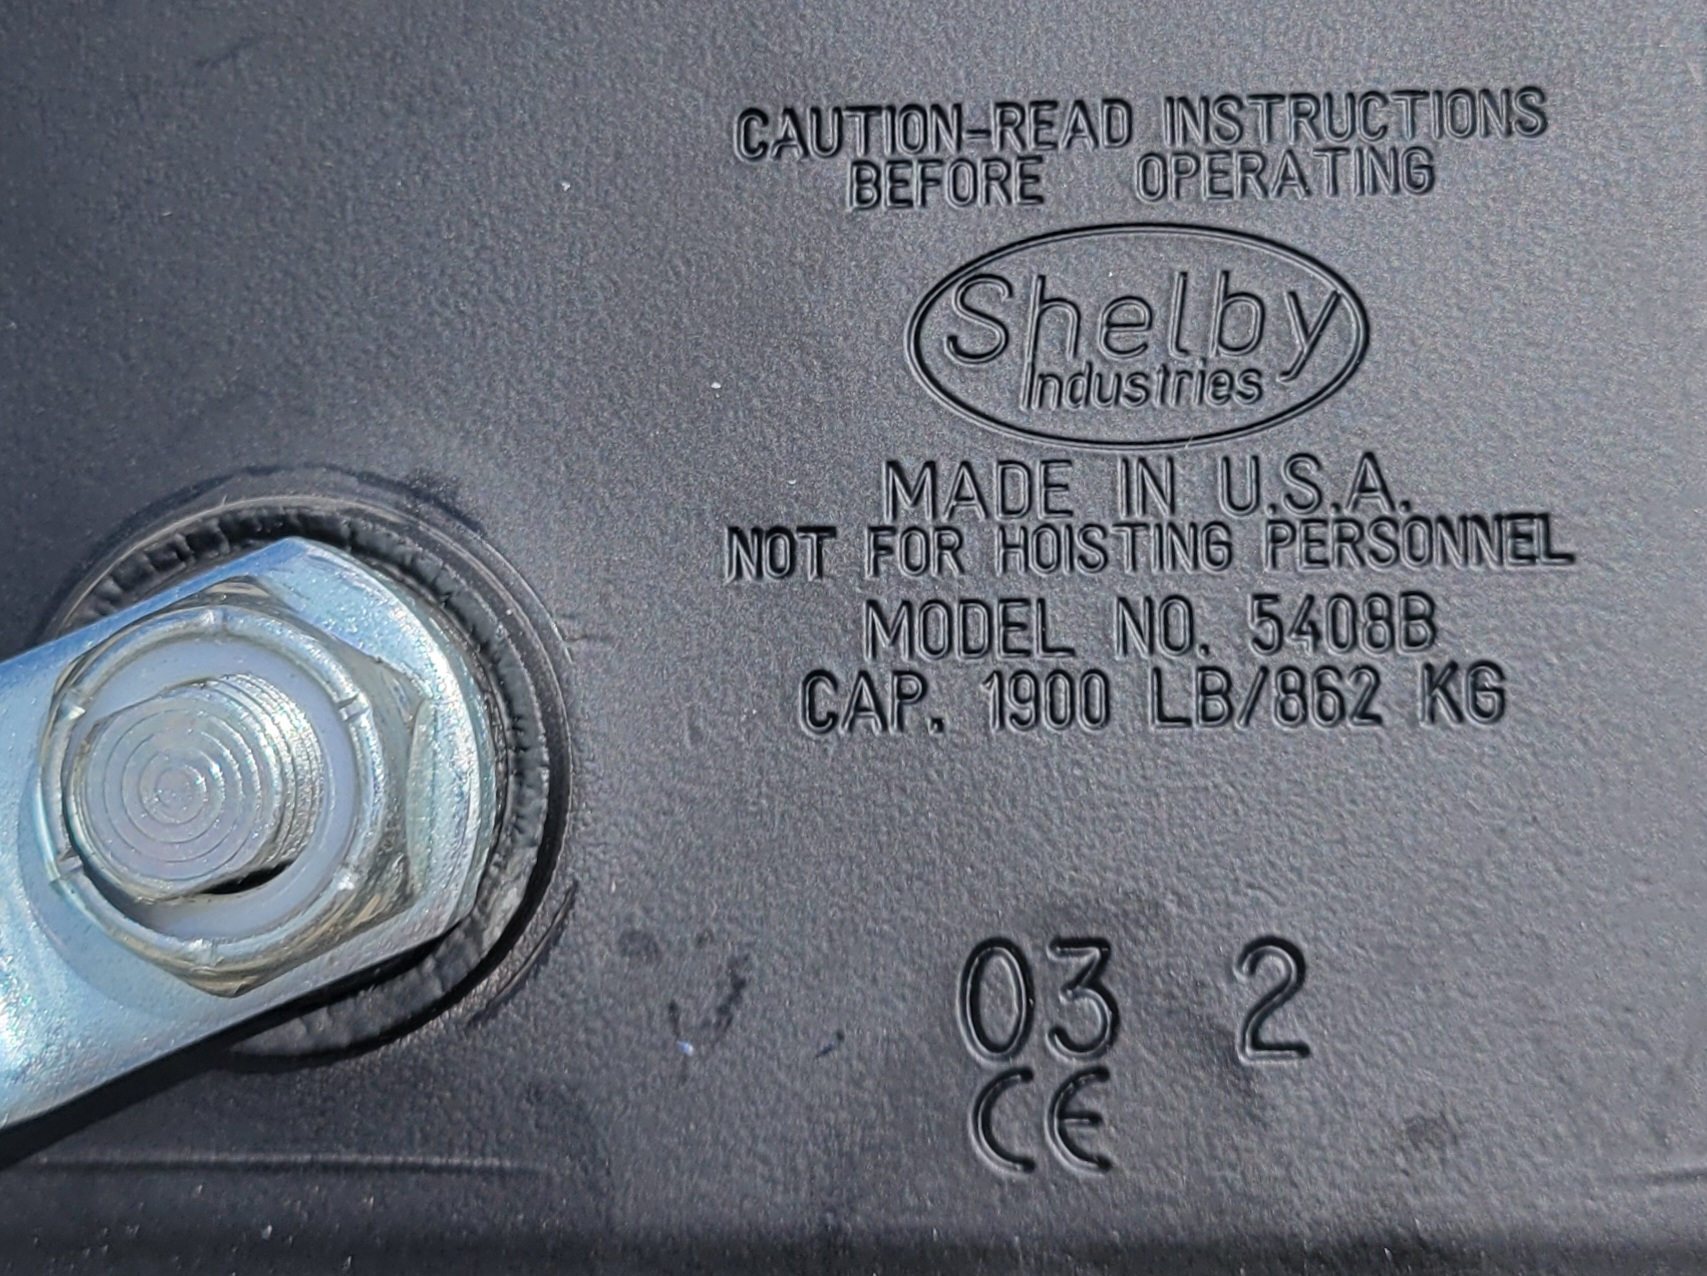 CAUTION-READ INSTRUCTIONS
BEFORE OPERATING
Shelby
Industries
MADE IN U.S.A.
NOT FOR HOISTING PERSONNEL
MODEL NO. 5408B
CAP. 1900 LB/862 KG
03 2
CE